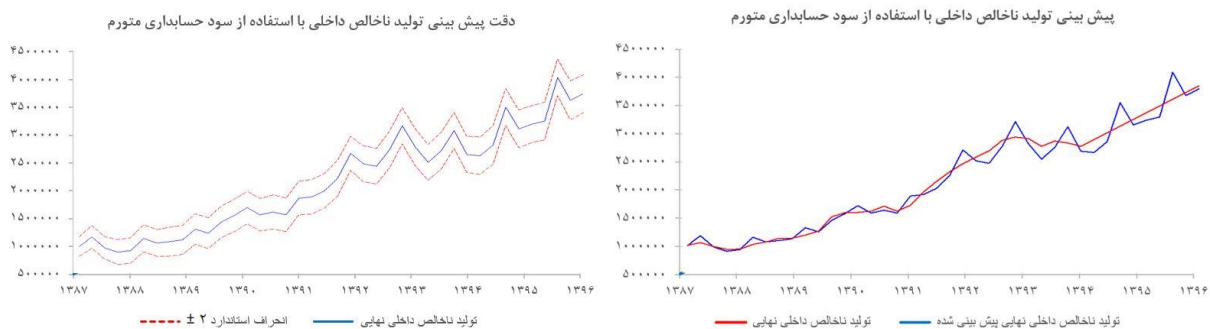 پیش بینی تولید ناخالص داخلی با استفاده از سود حسابداری متورم
۴۵۰۰۰۰۰
۴۰۰۰۰۰۰
۳۵۰۰۰۰۰
۳۰۰۰۰۰۰
۲۵۰۰۰۰۰
۲۰۰۰۰۰۰
۱۵۰۰۰۰۰
۱۰۰۰۰۰۰
۵۰۰۰۰۰
۱۳۸۷ ۱۳۸۸ ۱۳۸۹ ۱۳۹۰ ۱۳۹۱ ۱۳۹۲ ۱۳۹۳ ۱۳۹۴ ۱۳۹۵ ۱۳۹۶
تولید ناخالص داخلی نهایی پیش بینی شده
تولید ناخالص داخلی نهایی
دقت پیش بینی تولید ناخالص داخلی با استفاده از سود حسابداری متورم
۴۵۰۰۰۰۰
۴۰۰۰۰۰۰
۳۵۰۰۰۰۰
۳۰۰۰۰۰۰
۲۵۰۰۰۰۰
۲۰۰۰۰۰۰
۱۵۰۰۰۰۰
۱۰۰۰۰۰۰
۵۰۰۰۰۰
۱۳۸۷ ۱۳۸۸ ۱۳۸۹ ۱۳۹۰ ۱۳۹۱ ۱۳۹۲ ۱۳۹۳ ۱۳۹۴ ۱۳۹۵ ۱۳۹۶
تولید ناخالص داخلی نهایی
انحراف استاندارد ۲ ±